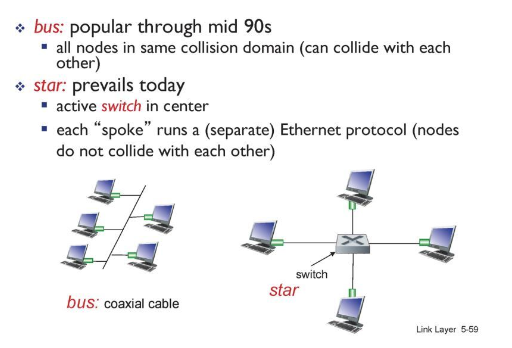 ❖ bus: popular through mid 90s
▪ all nodes in same collision domain (can collide with each
other)
❖ star: prevails today
▪ active switch in center
▪ each “spoke” runs a (separate) Ethernet protocol (nodes
do not collide with each other)
switch
bus: coaxial cable
star
Link Layer 5-59